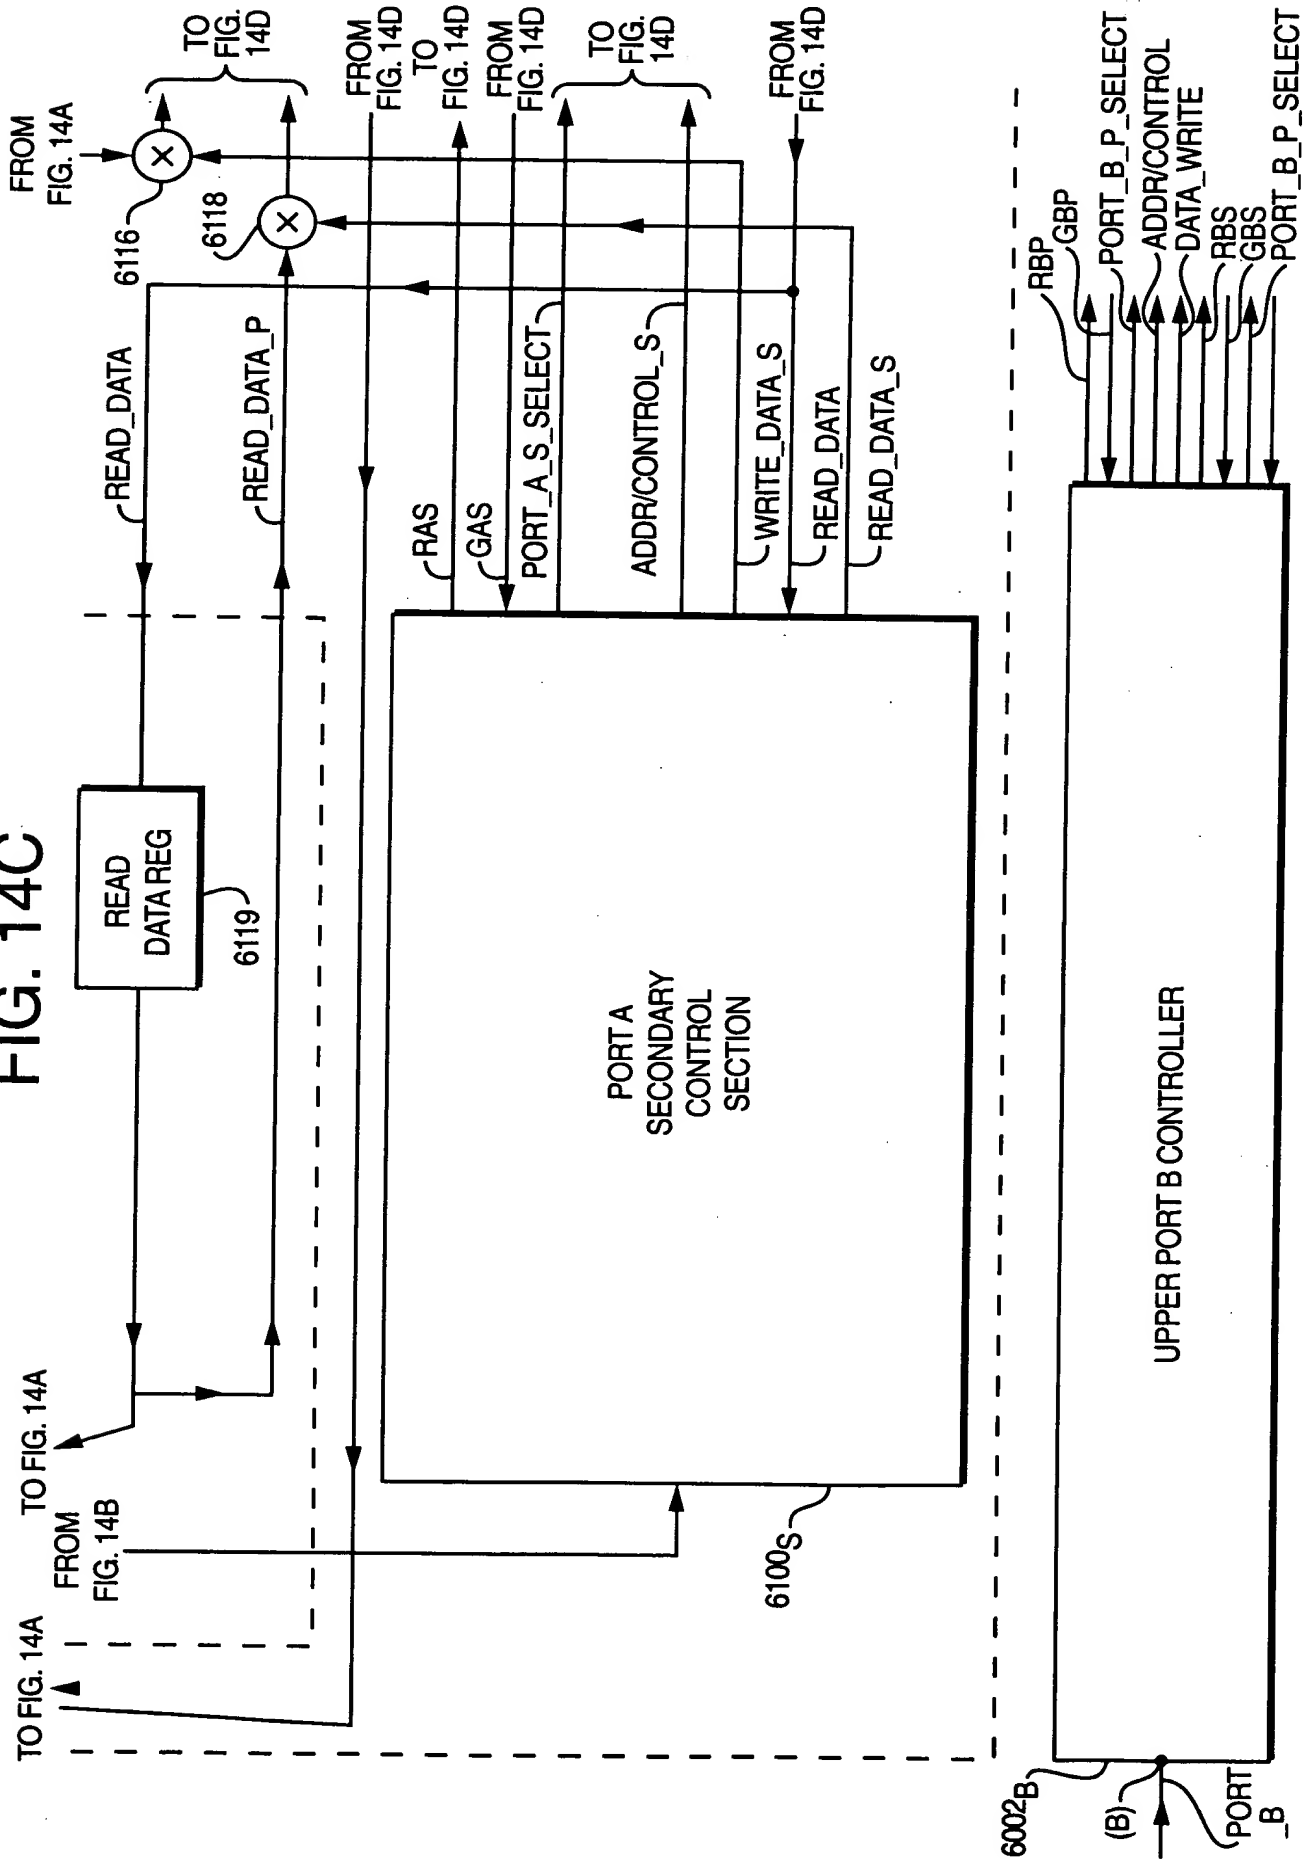 FIG. 14C
TO FIG. 14A
TO FIG. 14A
FROM
FIG. 14B
READ
DATA REG
6119
READ_DATA
READ_DATA_P
FROM
FIG. 14A
6116
6118
TO
FIG.
14D
FROM
FIG. 14D
TO
FIG. 14D
FROM
FIG. 14D
TO
FIG.
14D
FROM
FIG. 14D
RAS
GAS
PORT_A_S_SELECT
ADDR/CONTROL_S
WRITE_DATA_S
READ_DATA
READ_DATA_S
PORT A
SECONDARY
CONTROL
SECTION
6100S
6002B
(B)
PORT
_B
UPPER PORT B CONTROLLER
RBP
GBP
PORT_B_P_SELECT
ADDR/CONTROL
DATA_WRITE
RBS
GBS
PORT_B_P_SELECT